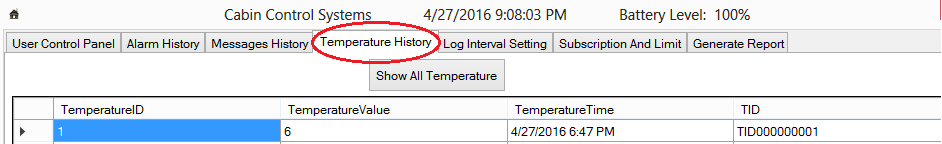 Cabin Control Systems 4/27/2016 9:08:03 PM Battery Level: 100%
User Control Panel Alarm History Messages History Temperature History Log Interval Setting Subscription And Limit Generate Report
Show All Temperature
TemperatureID TemperatureValue TemperatureTime TID
1 6 4/27/2016 6:47 PM TID000000001